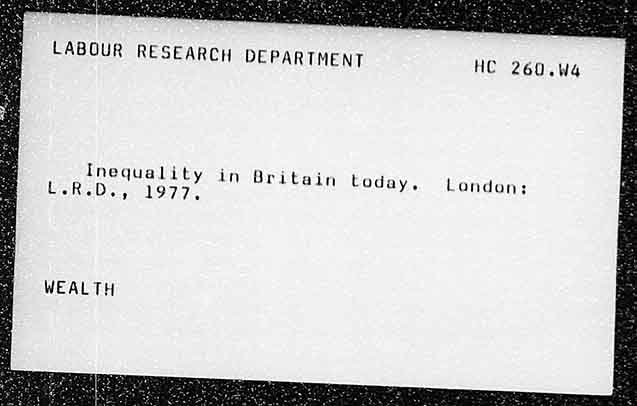 LABOUR RESEARCH DEPARTMENT HC 260.W4
Inequality in Britain today. London:
L.R.D., 1977.
WEALTH